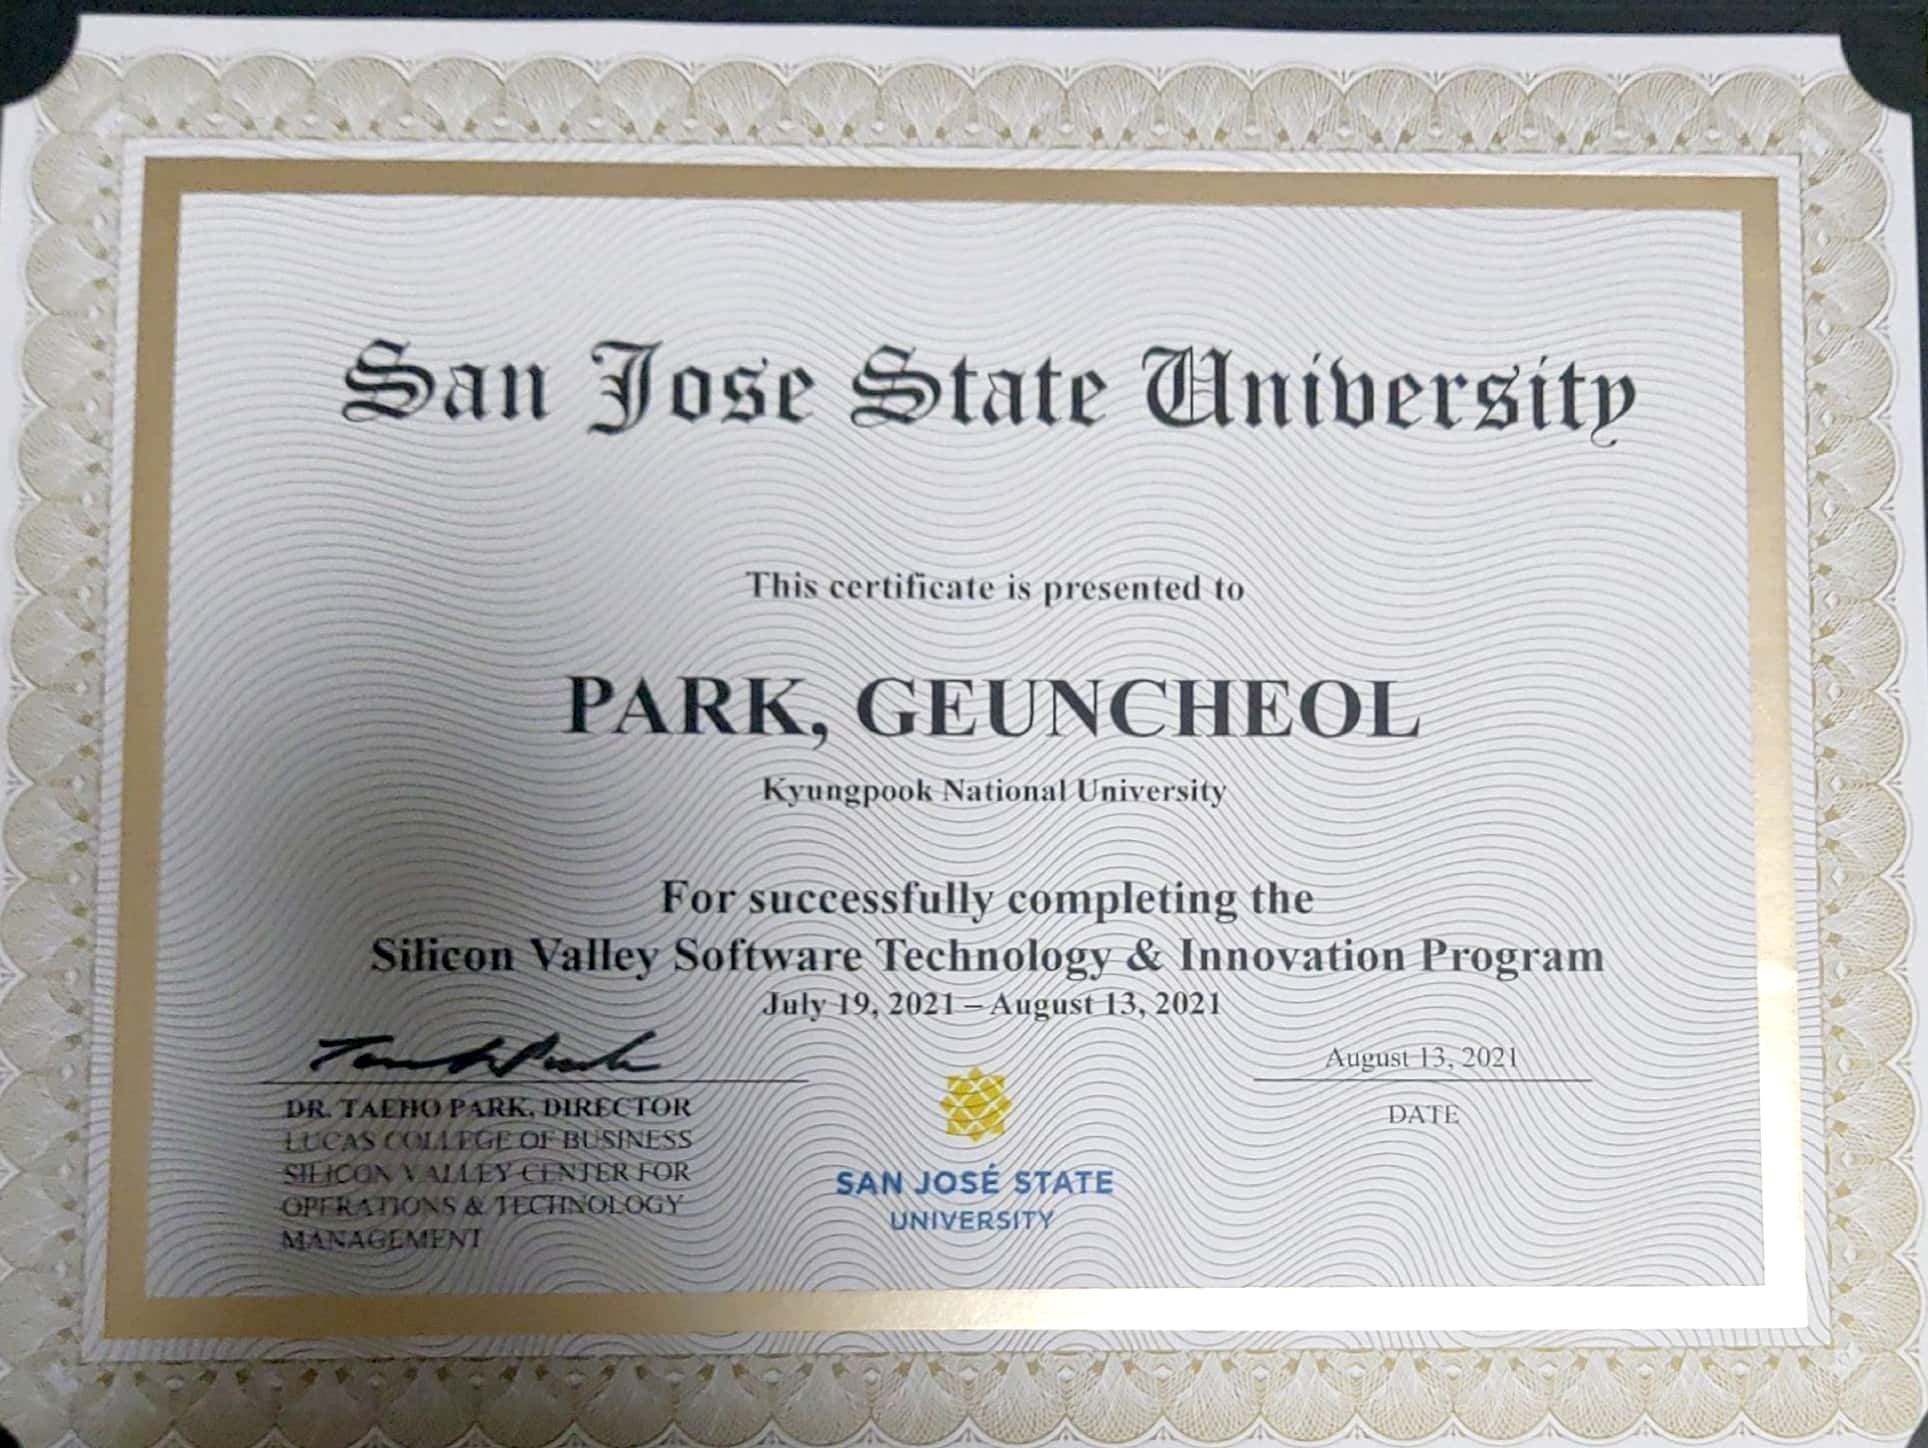 San Jose State University
This certificate is presented to
PARK, GEUNCHEOL
Kyungpook National University
For successfully completing the
Silicon Valley Software Technology & Innovation Program
July 19, 2021 – August 13, 2021
August 13, 2021
DR. TAEHO PARK, DIRECTOR
LUCAS COLLEGE OF BUSINESS
SILICON VALLEY CENTER FOR
OPERATIONS & TECHNOLOGY
MANAGEMENT
SAN JOSÉ STATE
UNIVERSITY
DATE